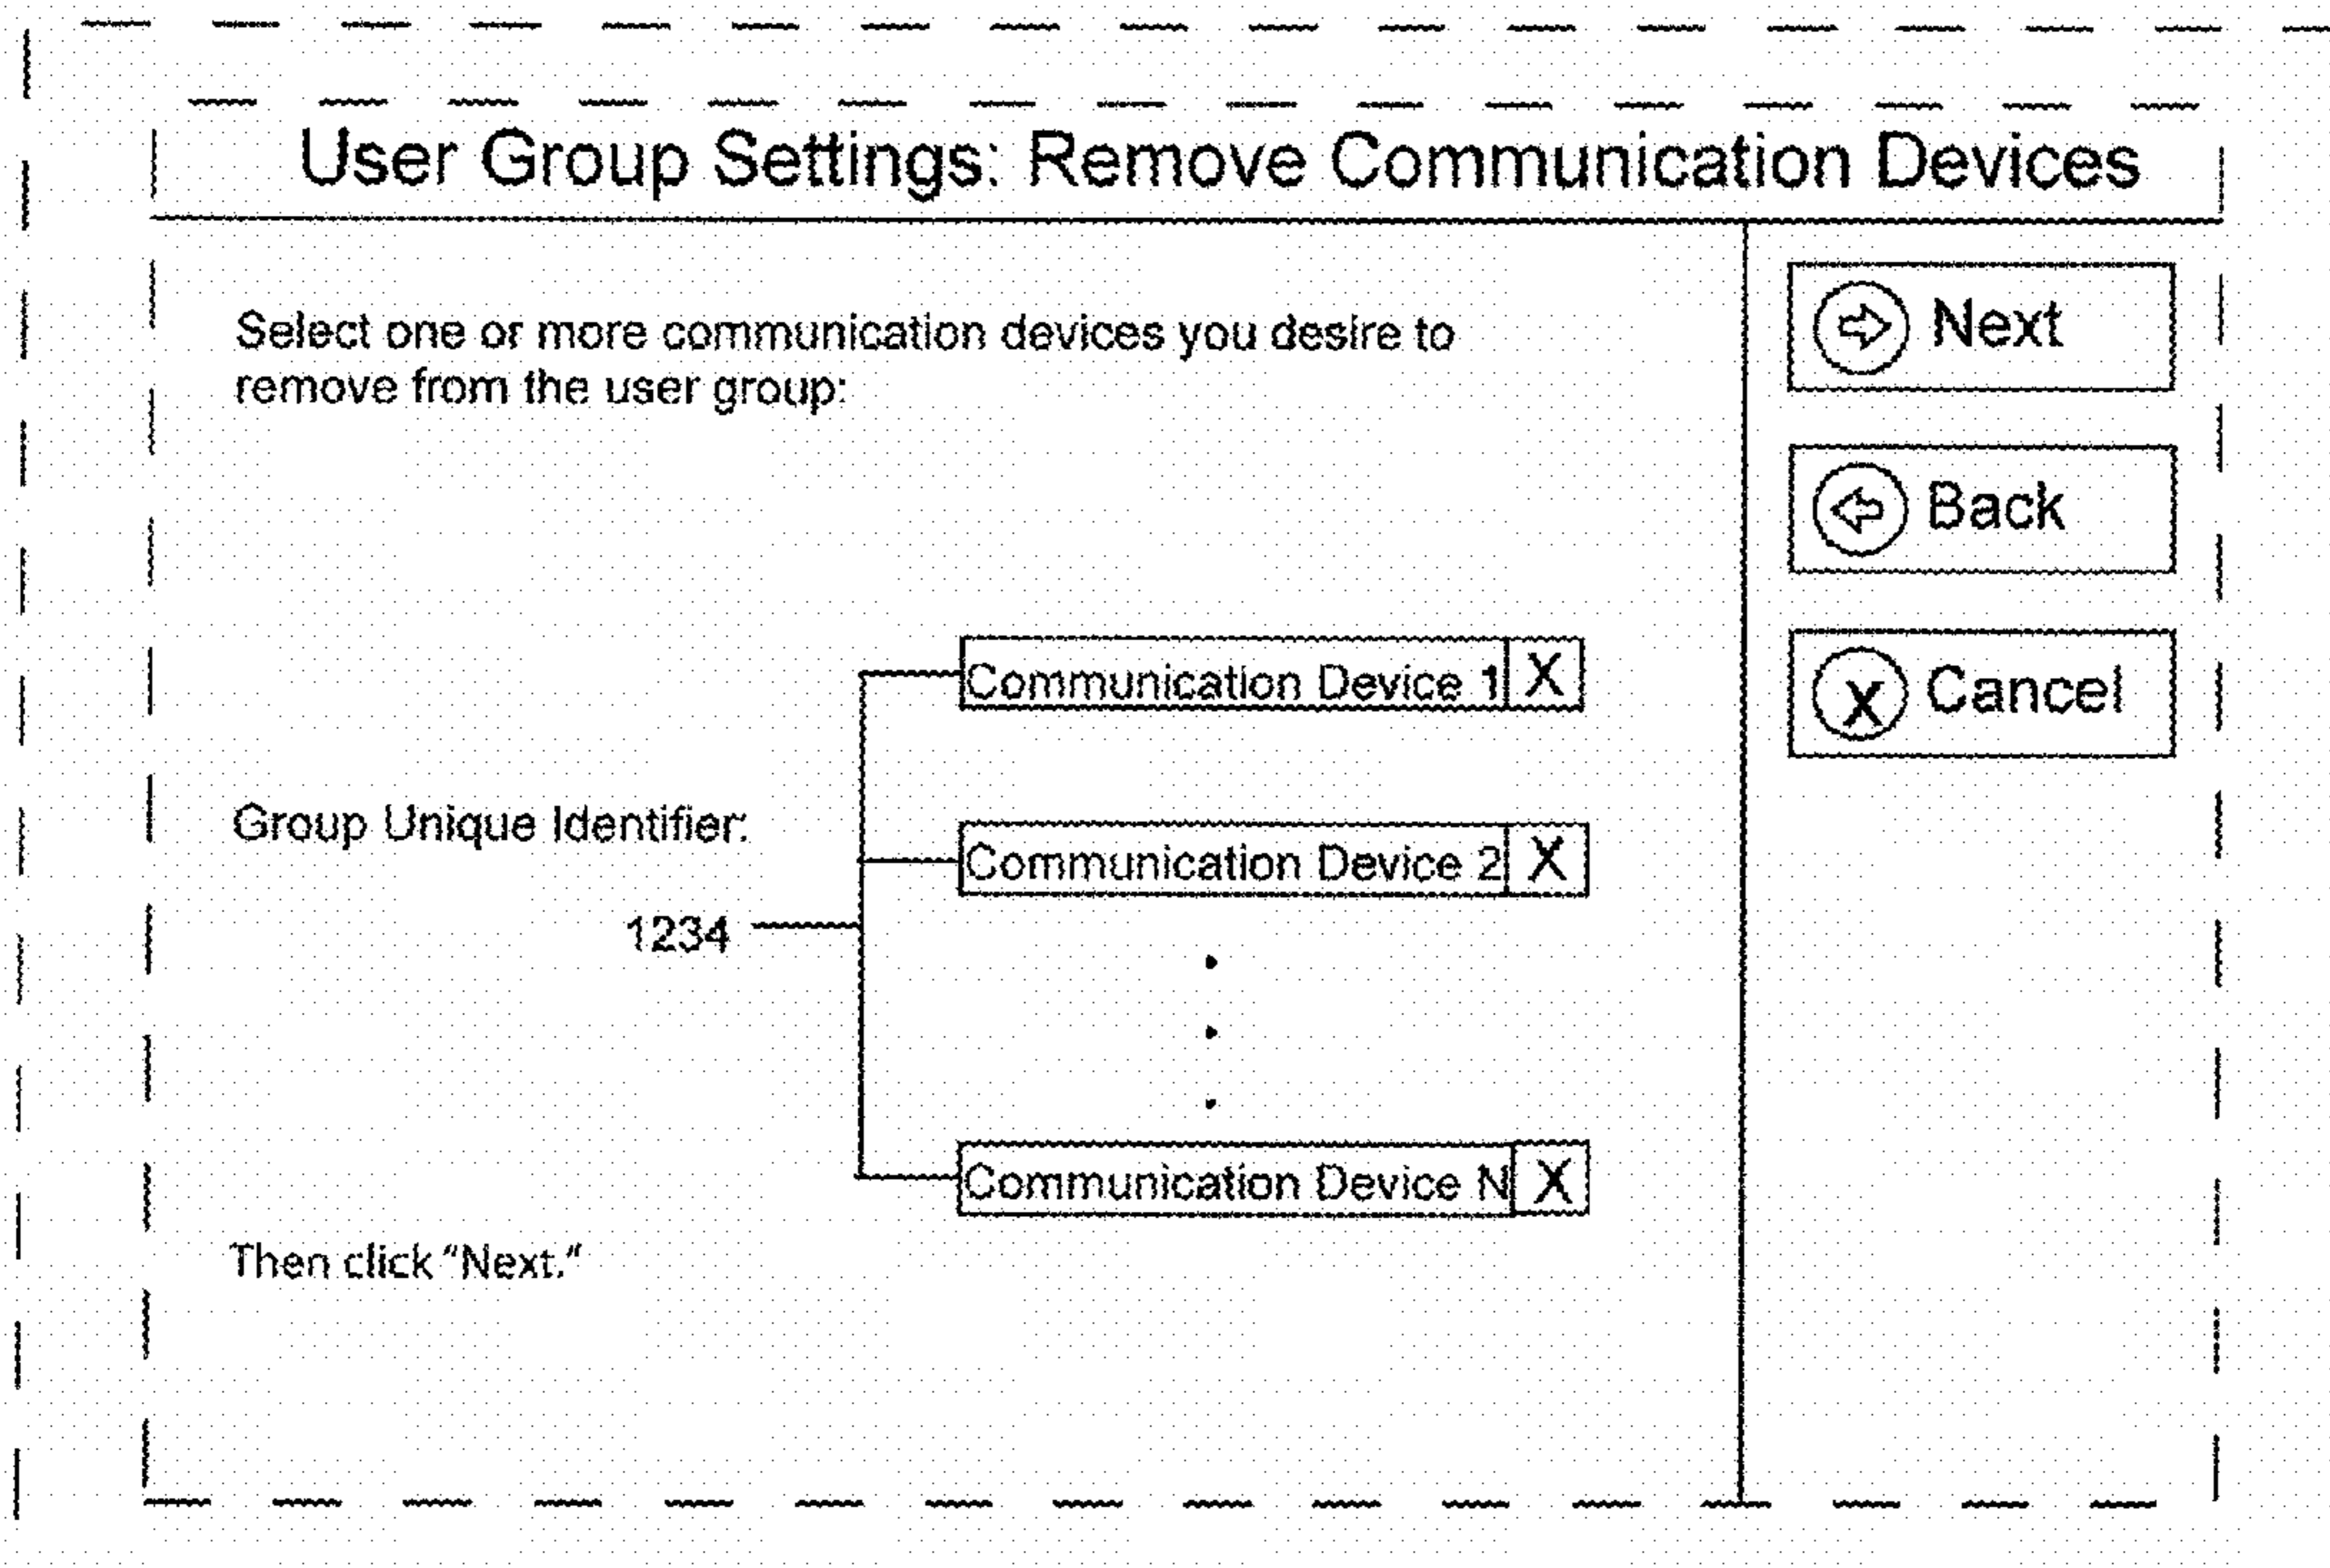 User Group Settings: Remove Communication Devices
Select one or more communication devices you desire to
remove from the user group:
Group Unique Identifier:
1234
Communication Device 1 X
Communication Device 2 X
Communication Device N X
Then click “Next.”
Next
Back
X Cancel